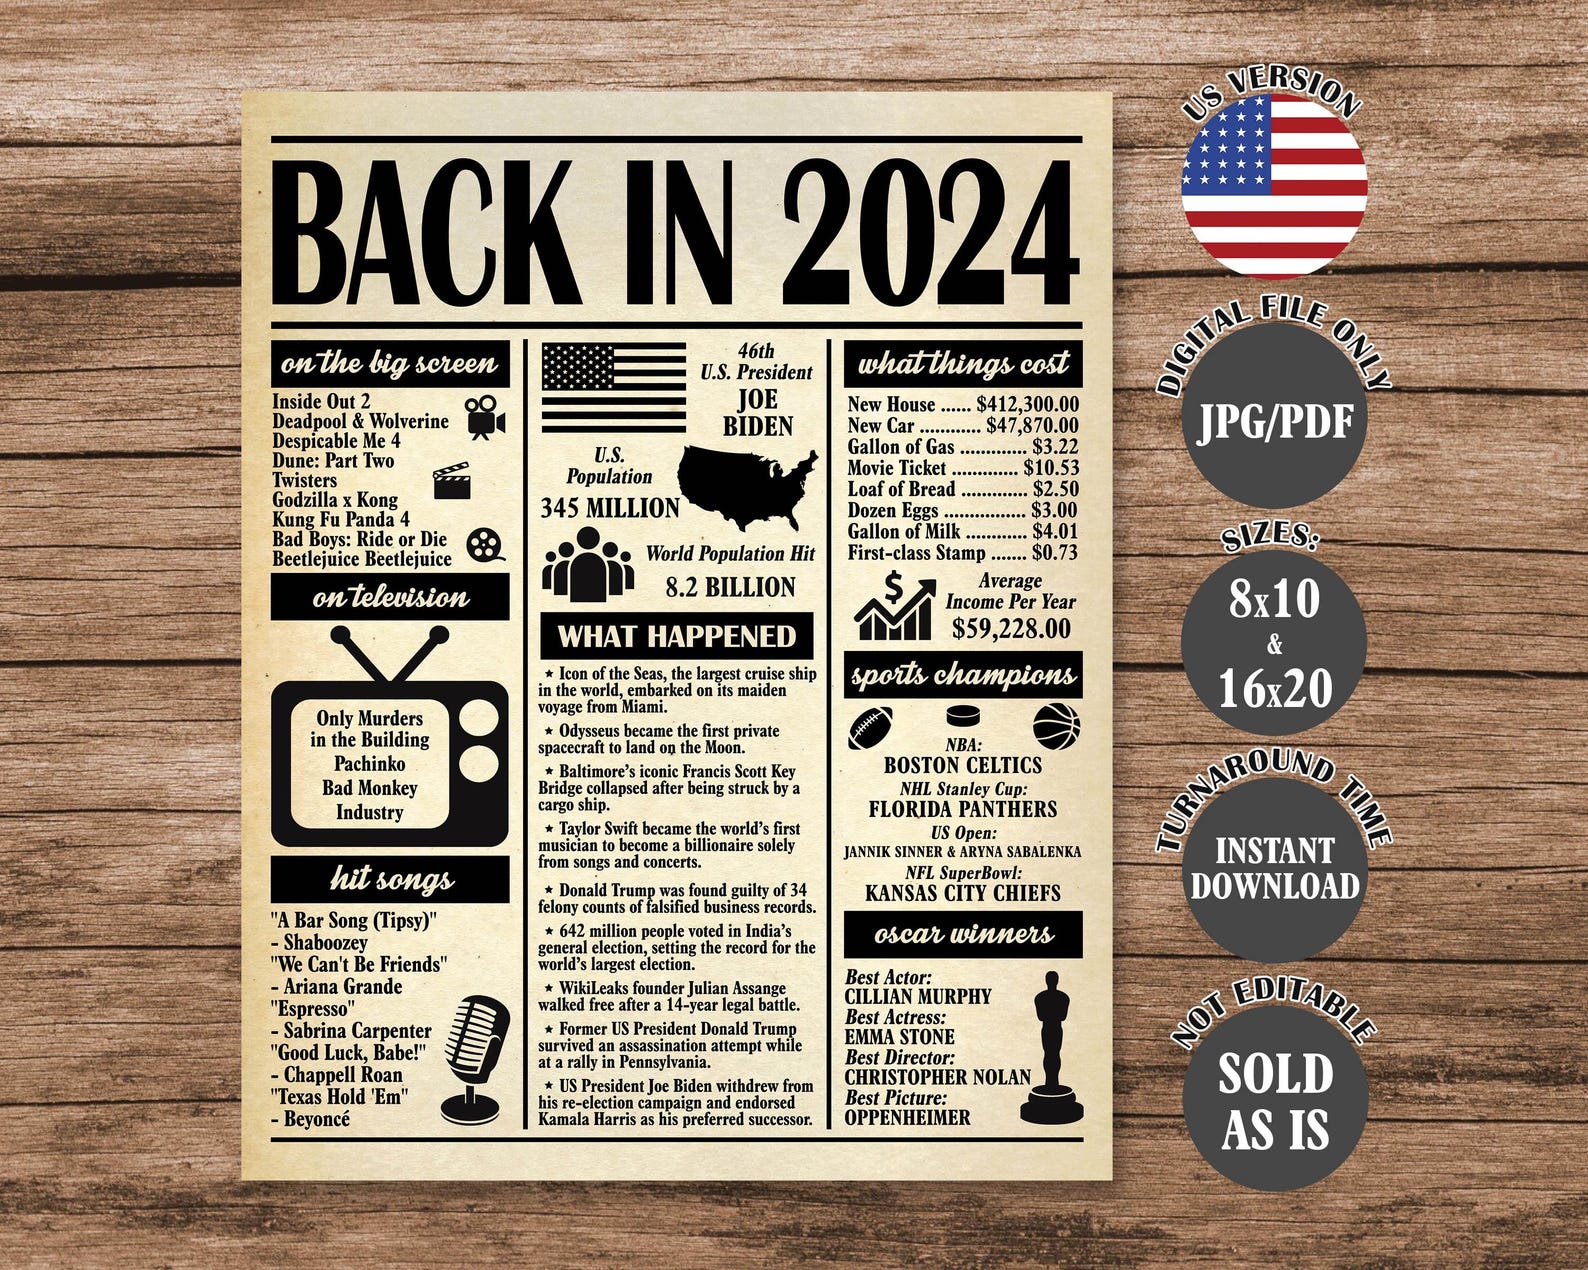 BACK IN 2024
on the big screen
Inside Out 2
Deadpool & Wolverine
Despicable Me 4
Dune: Part Two
Twisters
Godzilla x Kong
Kung Fu Panda 4
Bad Boys: Ride or Die
Beetlejuice Beetlejuice
on television
Only Murders
in the Building
Pachinko
Bad Monkey
Industry
hit songs
"A Bar Song (Tipsy)"
- Shaboozey
"We Can't Be Friends"
- Ariana Grande
"Espresso"
- Sabrina Carpenter
"Good Luck, Babe!"
- Chappell Roan
"Texas Hold 'Em"
- Beyoncé
46th
U.S. President
JOE
BIDEN
U.S.
Population
345 MILLION
World Population Hit
8.2 BILLION
WHAT HAPPENED
★ Icon of the Seas, the largest cruise ship
in the world, embarked on its maiden
voyage from Miami.
★ Odysseus became the first private
spacecraft to land on the Moon.
★ Baltimore's iconic Francis Scott Key
Bridge collapsed after being struck by a
cargo ship.
★ Taylor Swift became the world's first
musician to become a billionaire solely
from songs and concerts.
★ Donald Trump was found guilty of 34
felony counts of falsified business records.
★ 642 million people voted in India's
general election, setting the record for the
world's largest election.
★ WikiLeaks founder Julian Assange
walked free after a 14-year legal battle.
★ Former US President Donald Trump
survived an assassination attempt while
at a rally in Pennsylvania.
★ US President Joe Biden withdrew from
his re-election campaign and endorsed
Kamala Harris as his preferred successor.
what things cost
New House ...... $412,300.00
New Car ............ $47,870.00
Gallon of Gas ............. $3.22
Movie Ticket ............. $10.53
Loaf of Bread ............. $2.50
Dozen Eggs ................ $3.00
Gallon of Milk ............ $4.01
First-class Stamp ....... $0.73
Average
Income Per Year
$59,228.00
sports champions
NBA:
BOSTON CELTICS
NHL Stanley Cup:
FLORIDA PANTHERS
US Open:
JANNIK SINNER & ARYNA SABALENKA
NFL SuperBowl:
KANSAS CITY CHIEFS
oscar winners
Best Actor:
CILLIAN MURPHY
Best Actress:
EMMA STONE
Best Director:
CHRISTOPHER NOLAN
Best Picture:
OPPENHEIMER
US VERSION
DIGITAL FILE ONLY
JPG/PDF
SIZES:
8x10
&
16x20
TURNAROUND TIME
INSTANT
DOWNLOAD
NOT EDITABLE
SOLD
AS IS